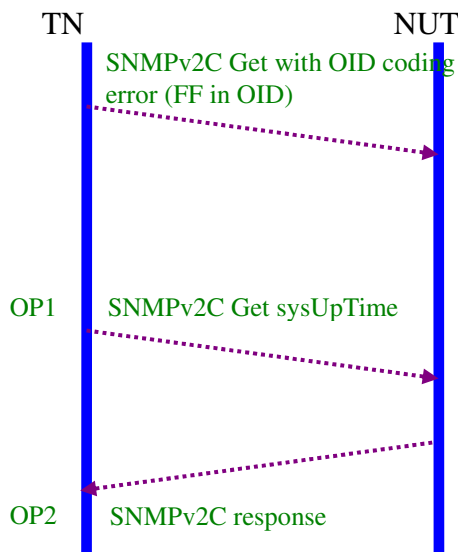 TN NUT
SNMPv2C Get with OID coding
error (FF in OID)
OP1 SNMPv2C Get sysUpTime
OP2 SNMPv2C response